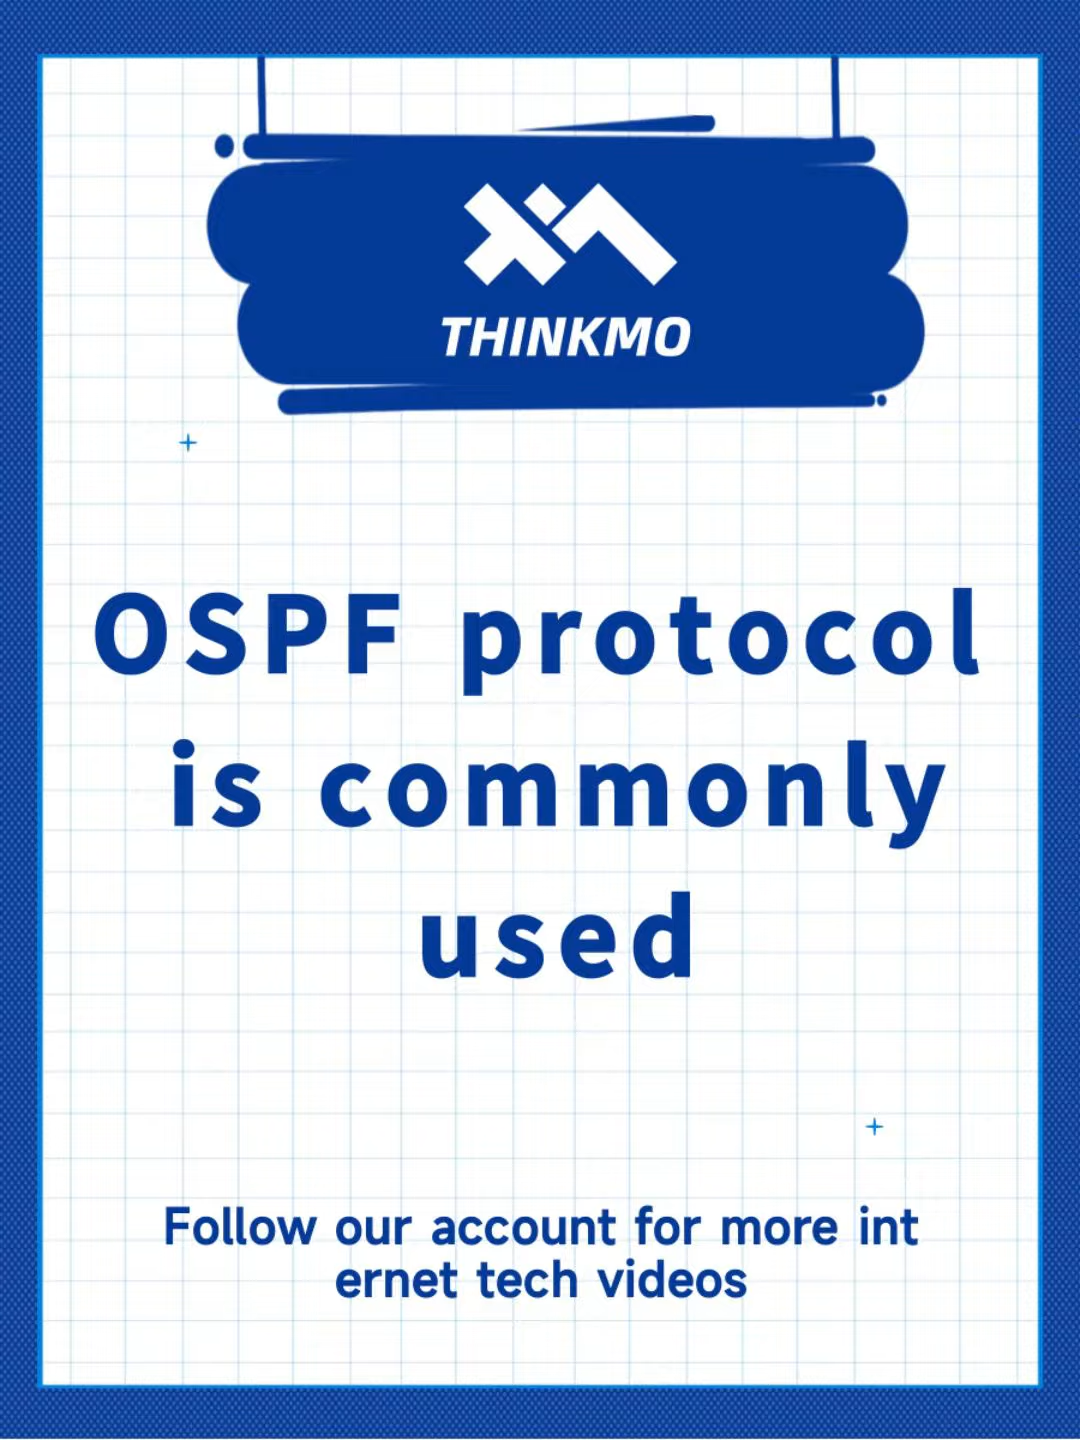 THINKMO
OSPF protocol
is commonly
used
Follow our account for more int
ernet tech videos